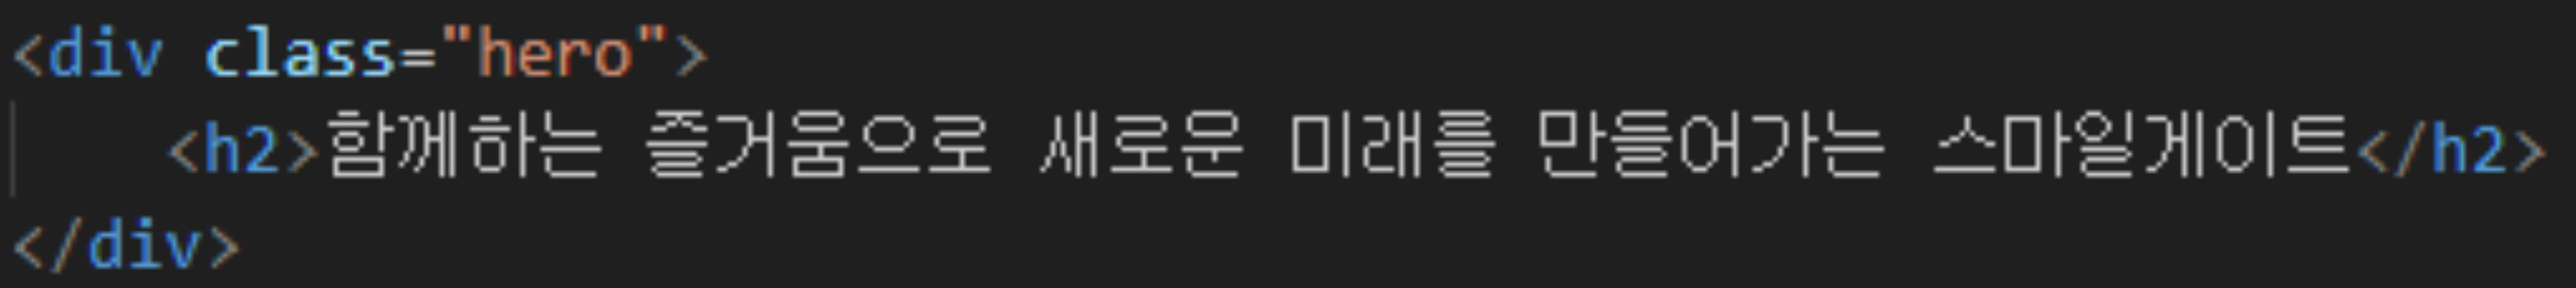 <div class="hero">
<h2>함께하는 즐거움으로 새로운 미래를 만들어가는 스마일게이트</h2>
</div>